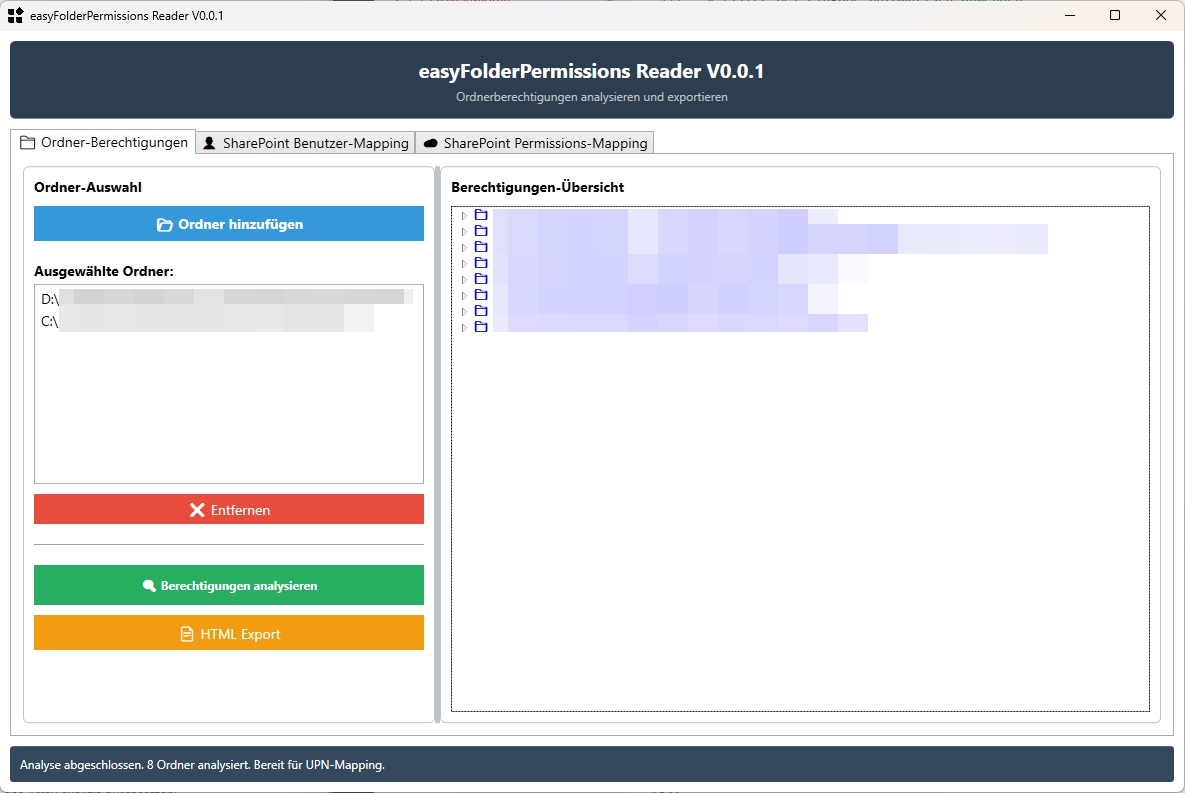 easyFolderPermissions Reader V0.0.1
easyFolderPermissions Reader V0.0.1
Ordnerberechtigungen analysieren und exportieren
Ordner-Berechtigungen
SharePoint Benutzer-Mapping
SharePoint Permissions-Mapping
Ordner-Auswahl
Ordner hinzufügen
Ausgewählte Ordner:
D:\
C:\
Entfernen
Berechtigungen analysieren
HTML Export
Berechtigungen-Übersicht
Analyse abgeschlossen. 8 Ordner analysiert. Bereit für UPN-Mapping.